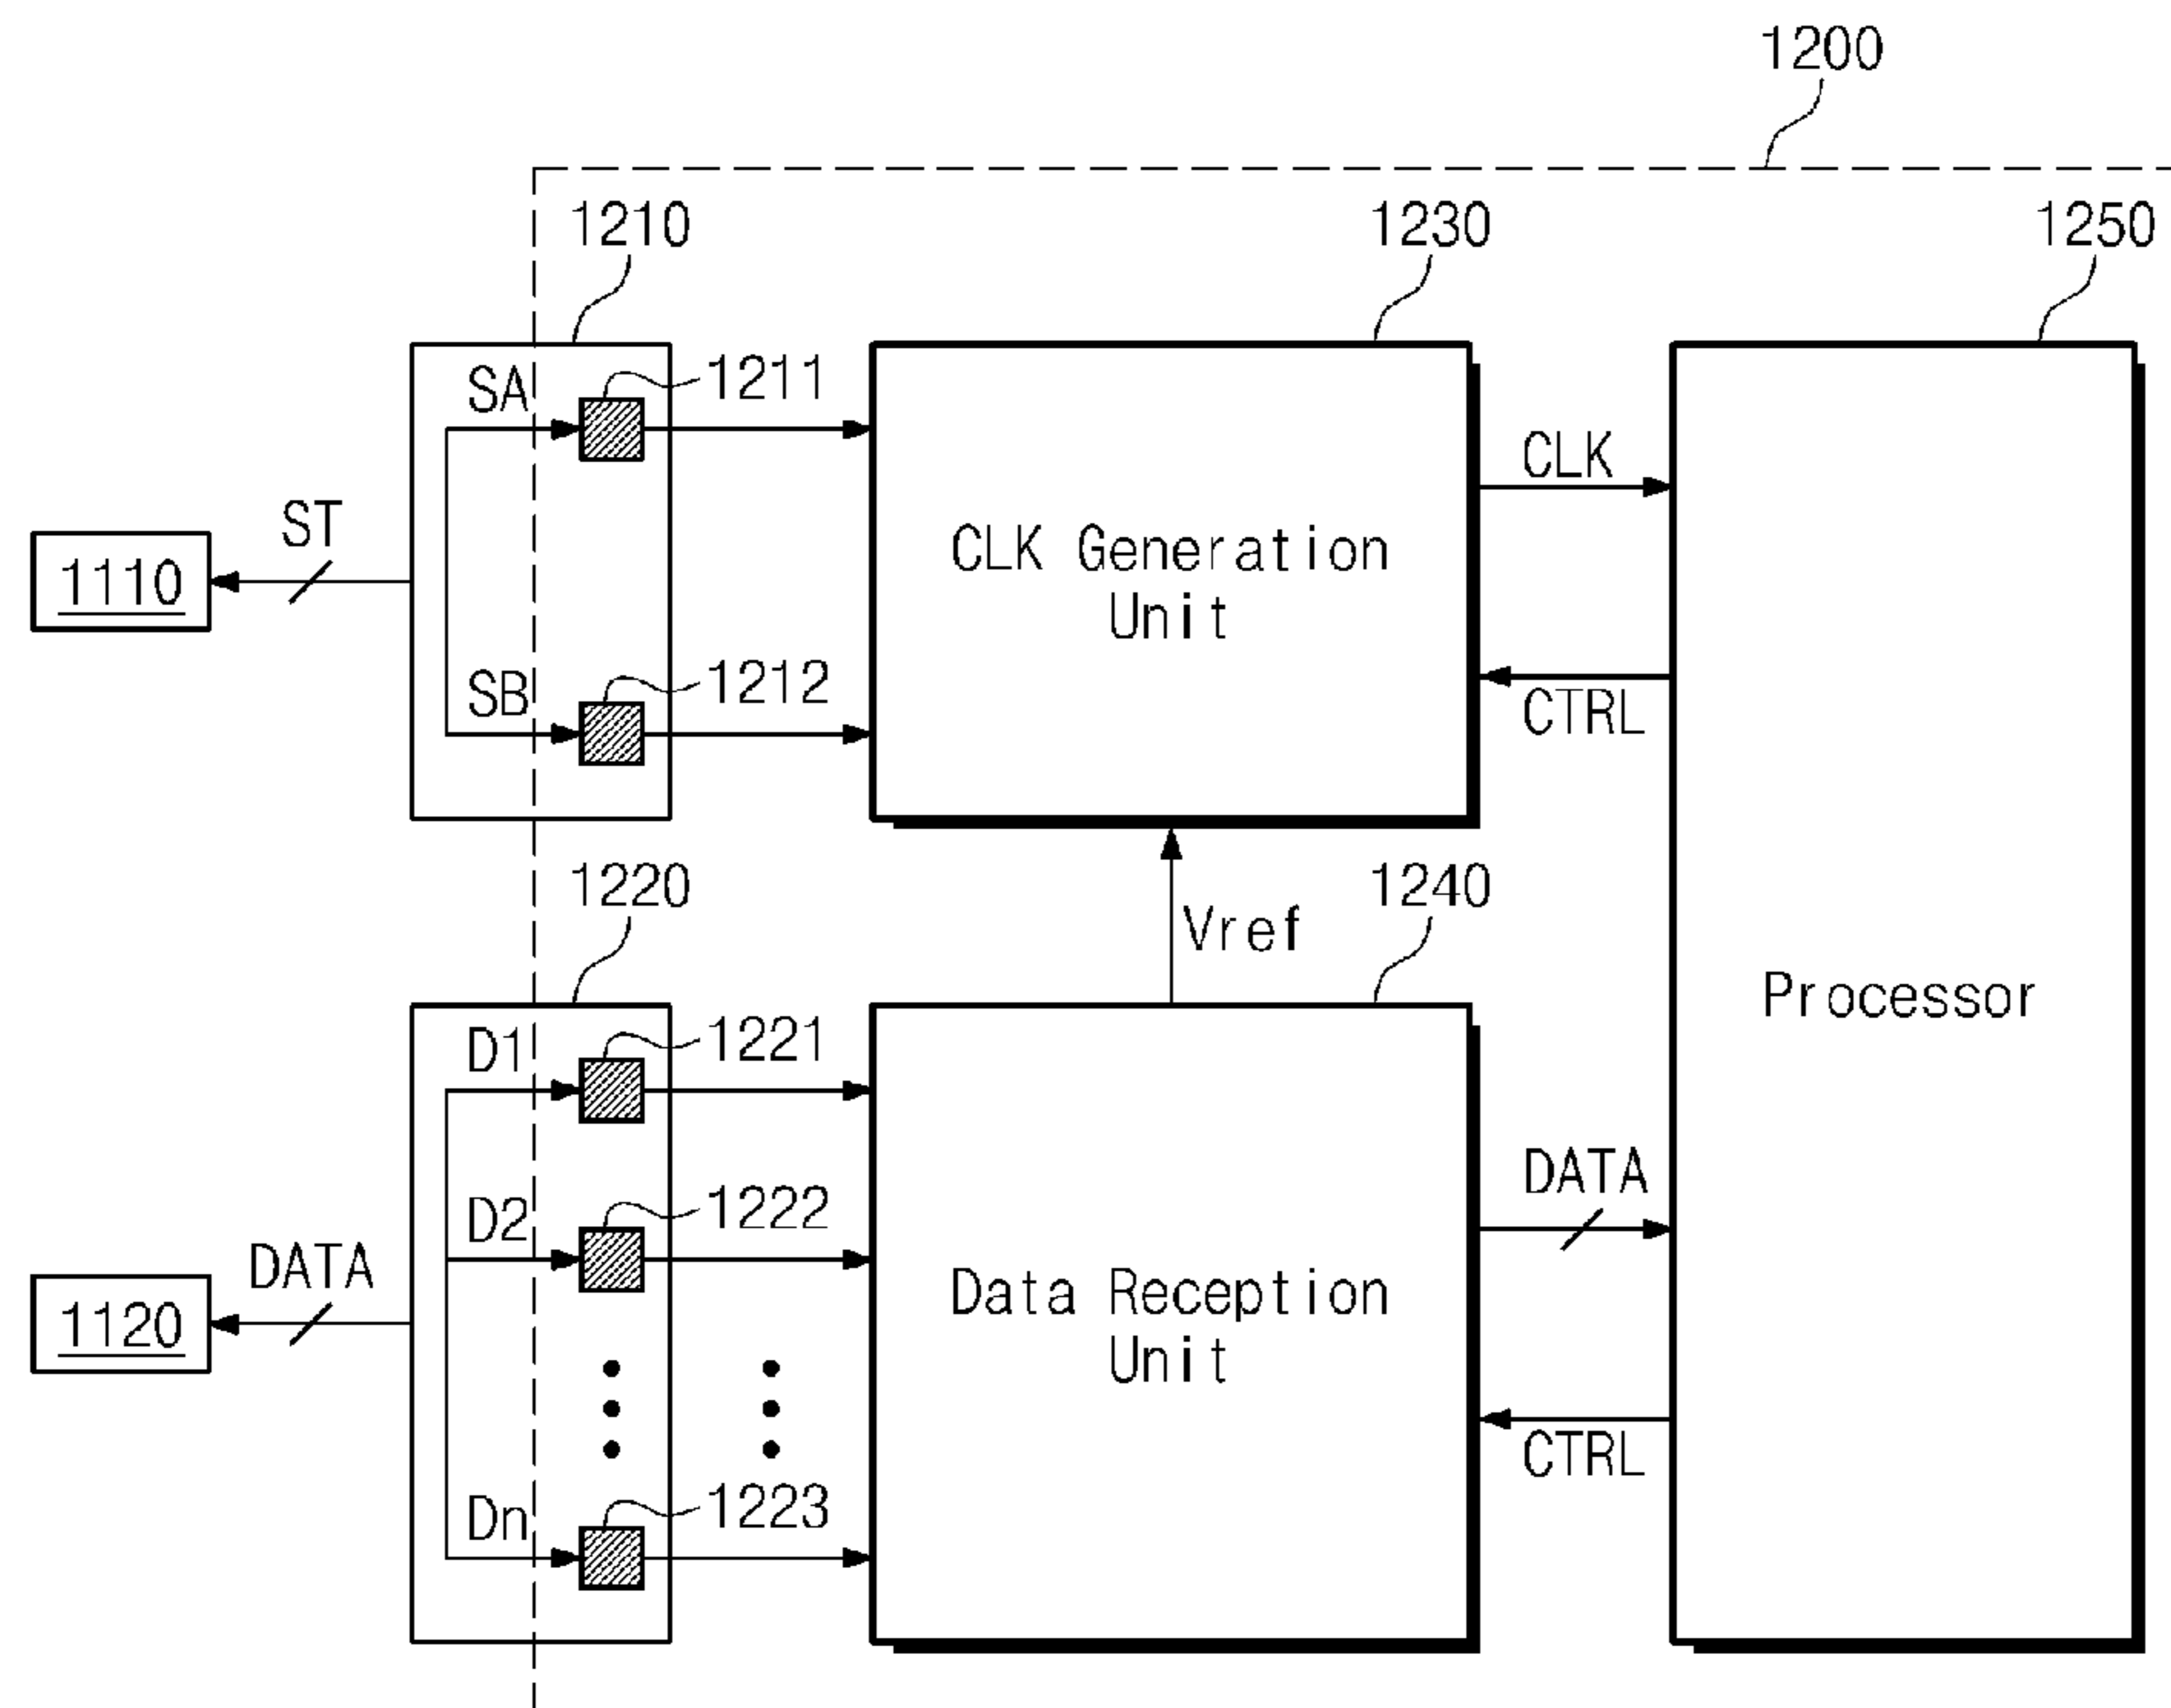 1200
1210
1230
1250
SA
1211
CLK
ST
1110
CLK Generation
Unit
SB
1212
CTRL
1220
Vref
1240
Processor
D1
1221
D2
1222
DATA
1120
Data Reception
Unit
DATA
CTRL
Dn
1223